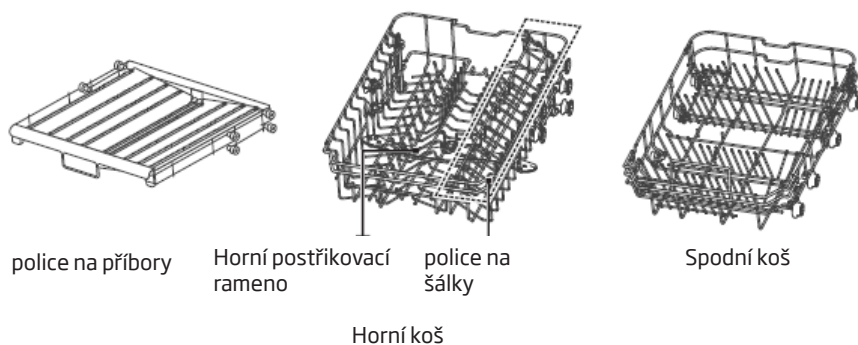 police na příbory
Horní postřikovací
rameno
police na
šálky
Spodní koš
Horní koš